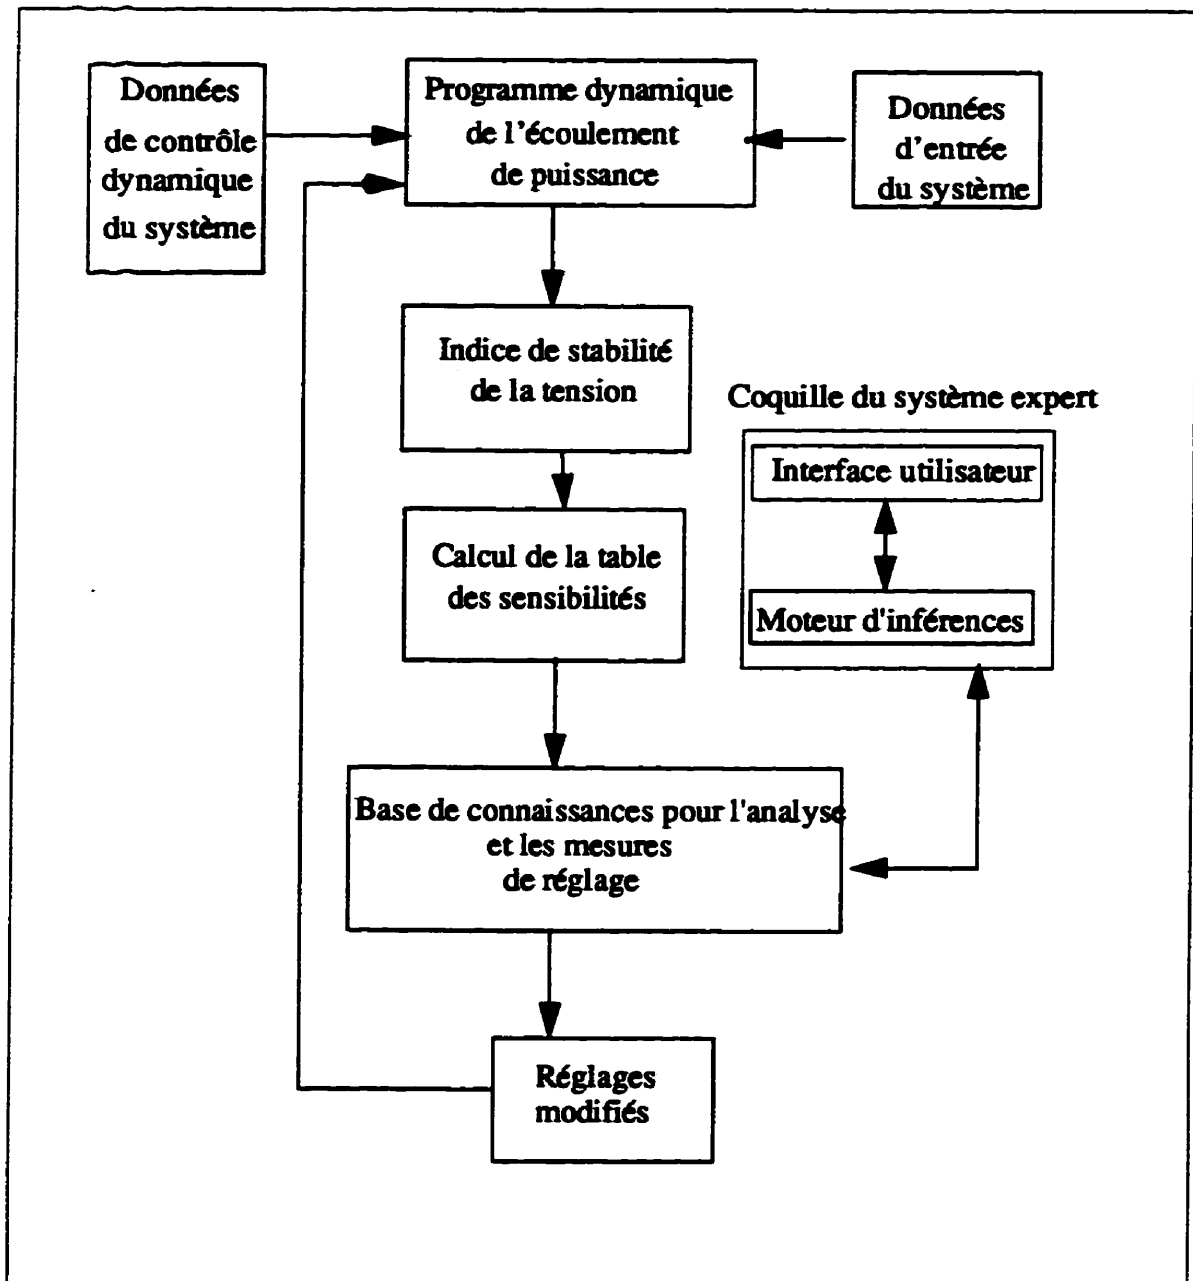 Données
de contrôle
dynamique
du système
Programme dynamique
de l'écoulement
de puissance
Données
d'entrée
du système
Indice de stabilité
de la tension
Coquille du système expert
Interface utilisateur
Moteur d'inférences
Calcul de la table
des sensibilités
Base de connaissances pour l'analyse
et les mesures
de réglage
Réglages
modifiés